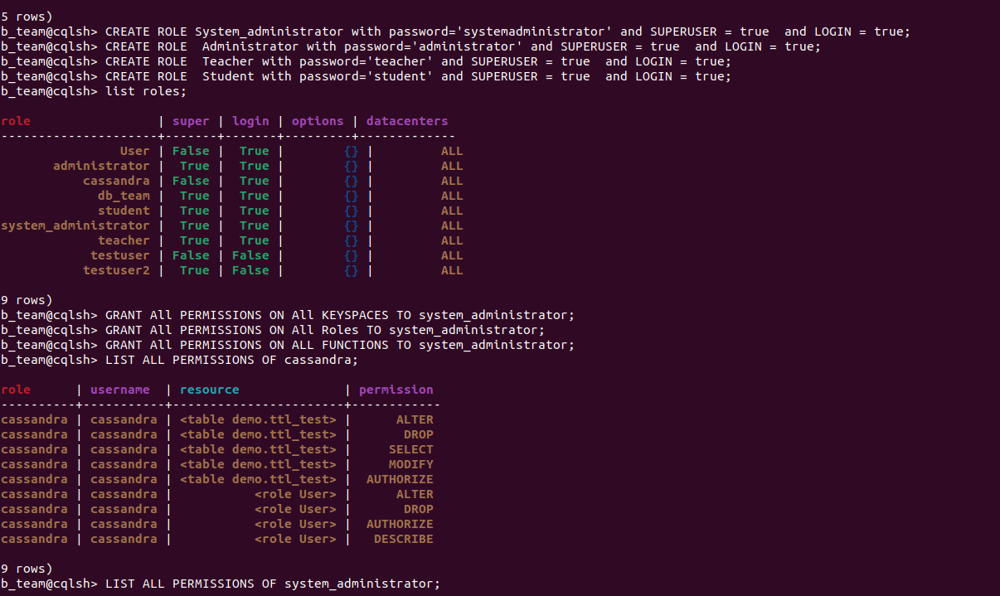 5 rows)
b_team@cqlsh> CREATE ROLE System_administrator with password='systemadministrator' and SUPERUSER = true  and LOGIN = true;
b_team@cqlsh> CREATE ROLE  Administrator with password='administrator' and SUPERUSER = true  and LOGIN = true;
b_team@cqlsh> CREATE ROLE  Teacher with password='teacher' and SUPERUSER = true  and LOGIN = true;
b_team@cqlsh> CREATE ROLE  Student with password='student' and SUPERUSER = true  and LOGIN = true;
b_team@cqlsh> list roles;
role                 | super | login | options | datacenters
---------------------+-------+-------+---------+-------------
                User | False |  True |        {} |         ALL
       administrator |  True |  True |        {} |         ALL
           cassandra | False |  True |        {} |         ALL
             db_team |  True |  True |        {} |         ALL
             student |  True |  True |        {} |         ALL
system_administrator |  True |  True |        {} |         ALL
             teacher |  True |  True |        {} |         ALL
            testuser | False | False |        {} |         ALL
           testuser2 |  True | False |        {} |         ALL
9 rows)
b_team@cqlsh> GRANT All PERMISSIONS ON All KEYSPACES TO system_administrator;
b_team@cqlsh> GRANT All PERMISSIONS ON All Roles TO system_administrator;
b_team@cqlsh> GRANT All PERMISSIONS ON ALL FUNCTIONS TO system_administrator;
b_team@cqlsh> LIST ALL PERMISSIONS OF cassandra;
role      | username  | resource              | permission
----------+-----------+-----------------------+------------
cassandra | cassandra | <table demo.ttl_test> |      ALTER
cassandra | cassandra | <table demo.ttl_test> |       DROP
cassandra | cassandra | <table demo.ttl_test> |     SELECT
cassandra | cassandra | <table demo.ttl_test> |     MODIFY
cassandra | cassandra | <table demo.ttl_test> |  AUTHORIZE
cassandra | cassandra |           <role User> |      ALTER
cassandra | cassandra |           <role User> |       DROP
cassandra | cassandra |           <role User> |  AUTHORIZE
cassandra | cassandra |           <role User> |   DESCRIBE
9 rows)
b_team@cqlsh> LIST ALL PERMISSIONS OF system_administrator;